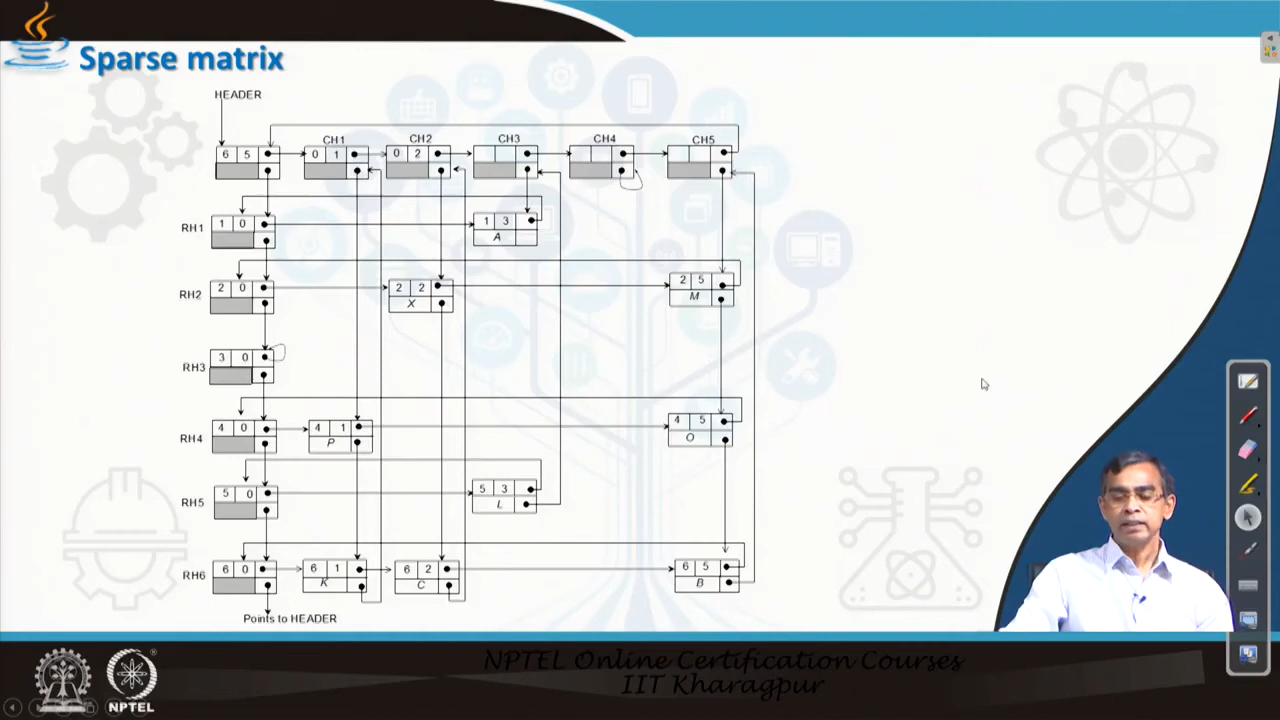 Sparse matrix
HEADER
CH1 CH2 CH3 CH4 CH5
6 5 0 1 0 2
RH1 1 0 1 3
A
RH2 2 0 2 2 2 5
X M
RH3 3 0
RH4 4 0 4 1 4 5
P O
RH5 5 0 5 3
L
RH6 6 0 6 1 6 2 6 5
K C B
Points to HEADER
NPTEL Online Certification Courses
IIT Kharagpur
NPTEL